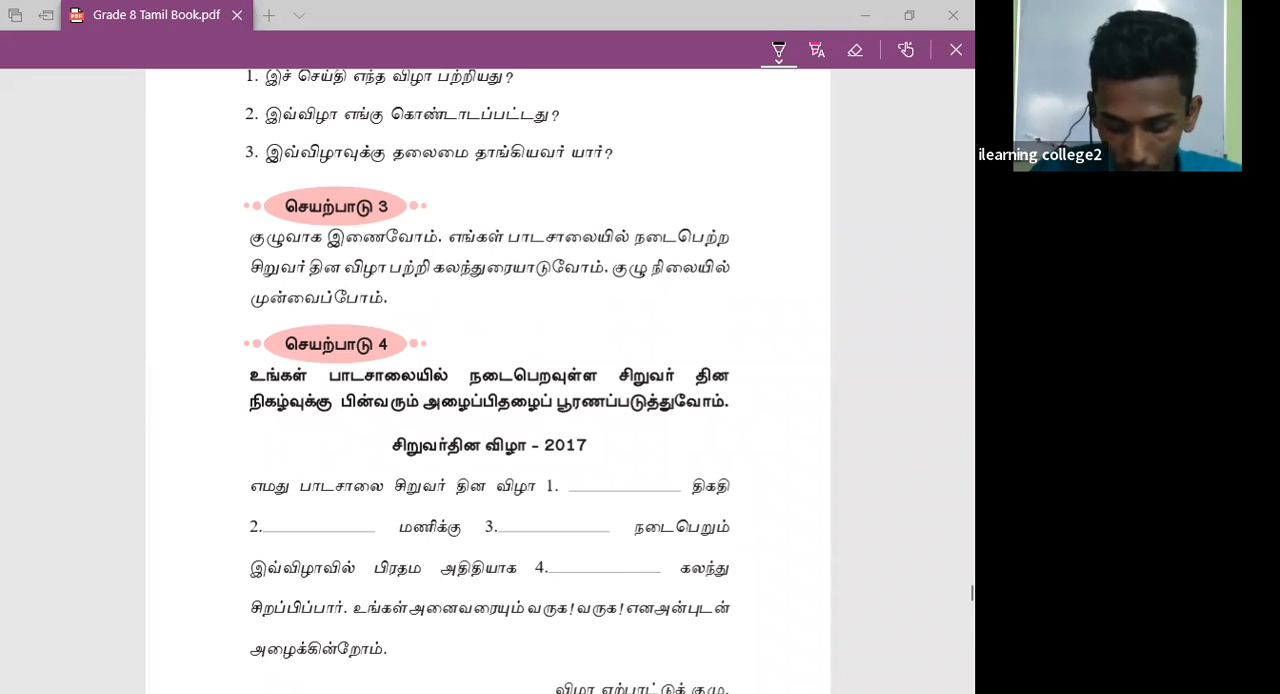 Grade 8 Tamil Book.pdf
1. இச் செய்தி எந்த விழா பற்றியது?
2. இவ்விழா எங்கு கொண்டாடப்பட்டது?
3. இவ்விழாவுக்கு தலைமை தாங்கியவர் யார்?
செயற்பாடு 3
குழுவாக இணைவோம். எங்கள் பாடசாலையில் நடைபெற்ற
சிறுவர் தின விழா பற்றி கலந்துரையாடுவோம். குழு நிலையில்
முன்வைப்போம்.
செயற்பாடு 4
உங்கள் பாடசாலையில் நடைபெறவுள்ள சிறுவர் தின
நிகழ்வுக்கு பின்வரும் அழைப்பிதழைப் பூரணப்படுத்துவோம்.
சிறுவர்தின விழா - 2017
எமது பாடசாலை சிறுவர் தின விழா 1. ____________ திகதி
2.____________ மணிக்கு 3.____________ நடைபெறும்
இவ்விழாவில் பிரதம அதிதியாக 4.____________ கலந்து
சிறப்பிப்பார். உங்கள் அனைவரையும் வருக! வருக! என அன்புடன்
அழைக்கின்றோம்.
விழா ஏற்பாட்டுக் குழு.
ilearning college2